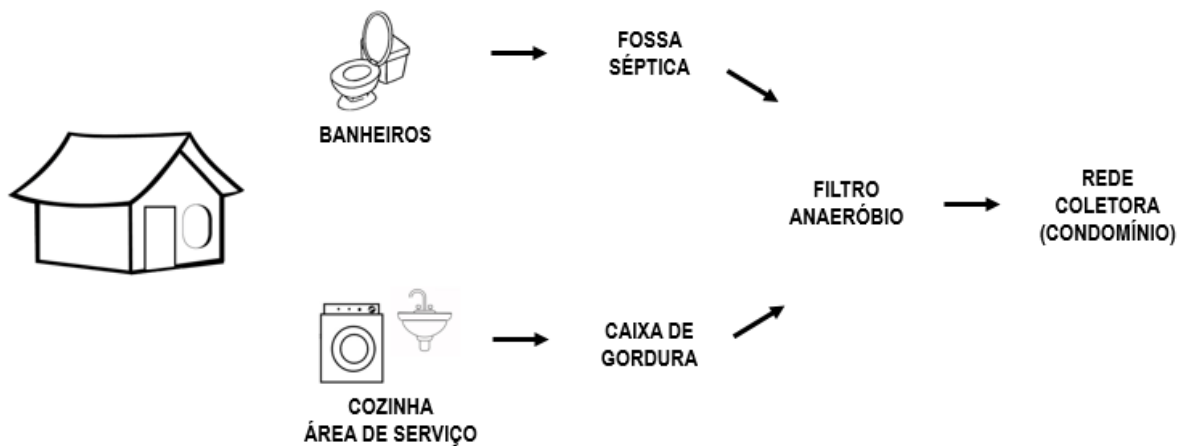 BANHEIROS
FOSSA
SÉPTICA
COZINHA
ÁREA DE SERVIÇO
CAIXA DE
GORDURA
FILTRO
ANAERÓBIO
REDE
COLETORA
(CONDOMÍNIO)